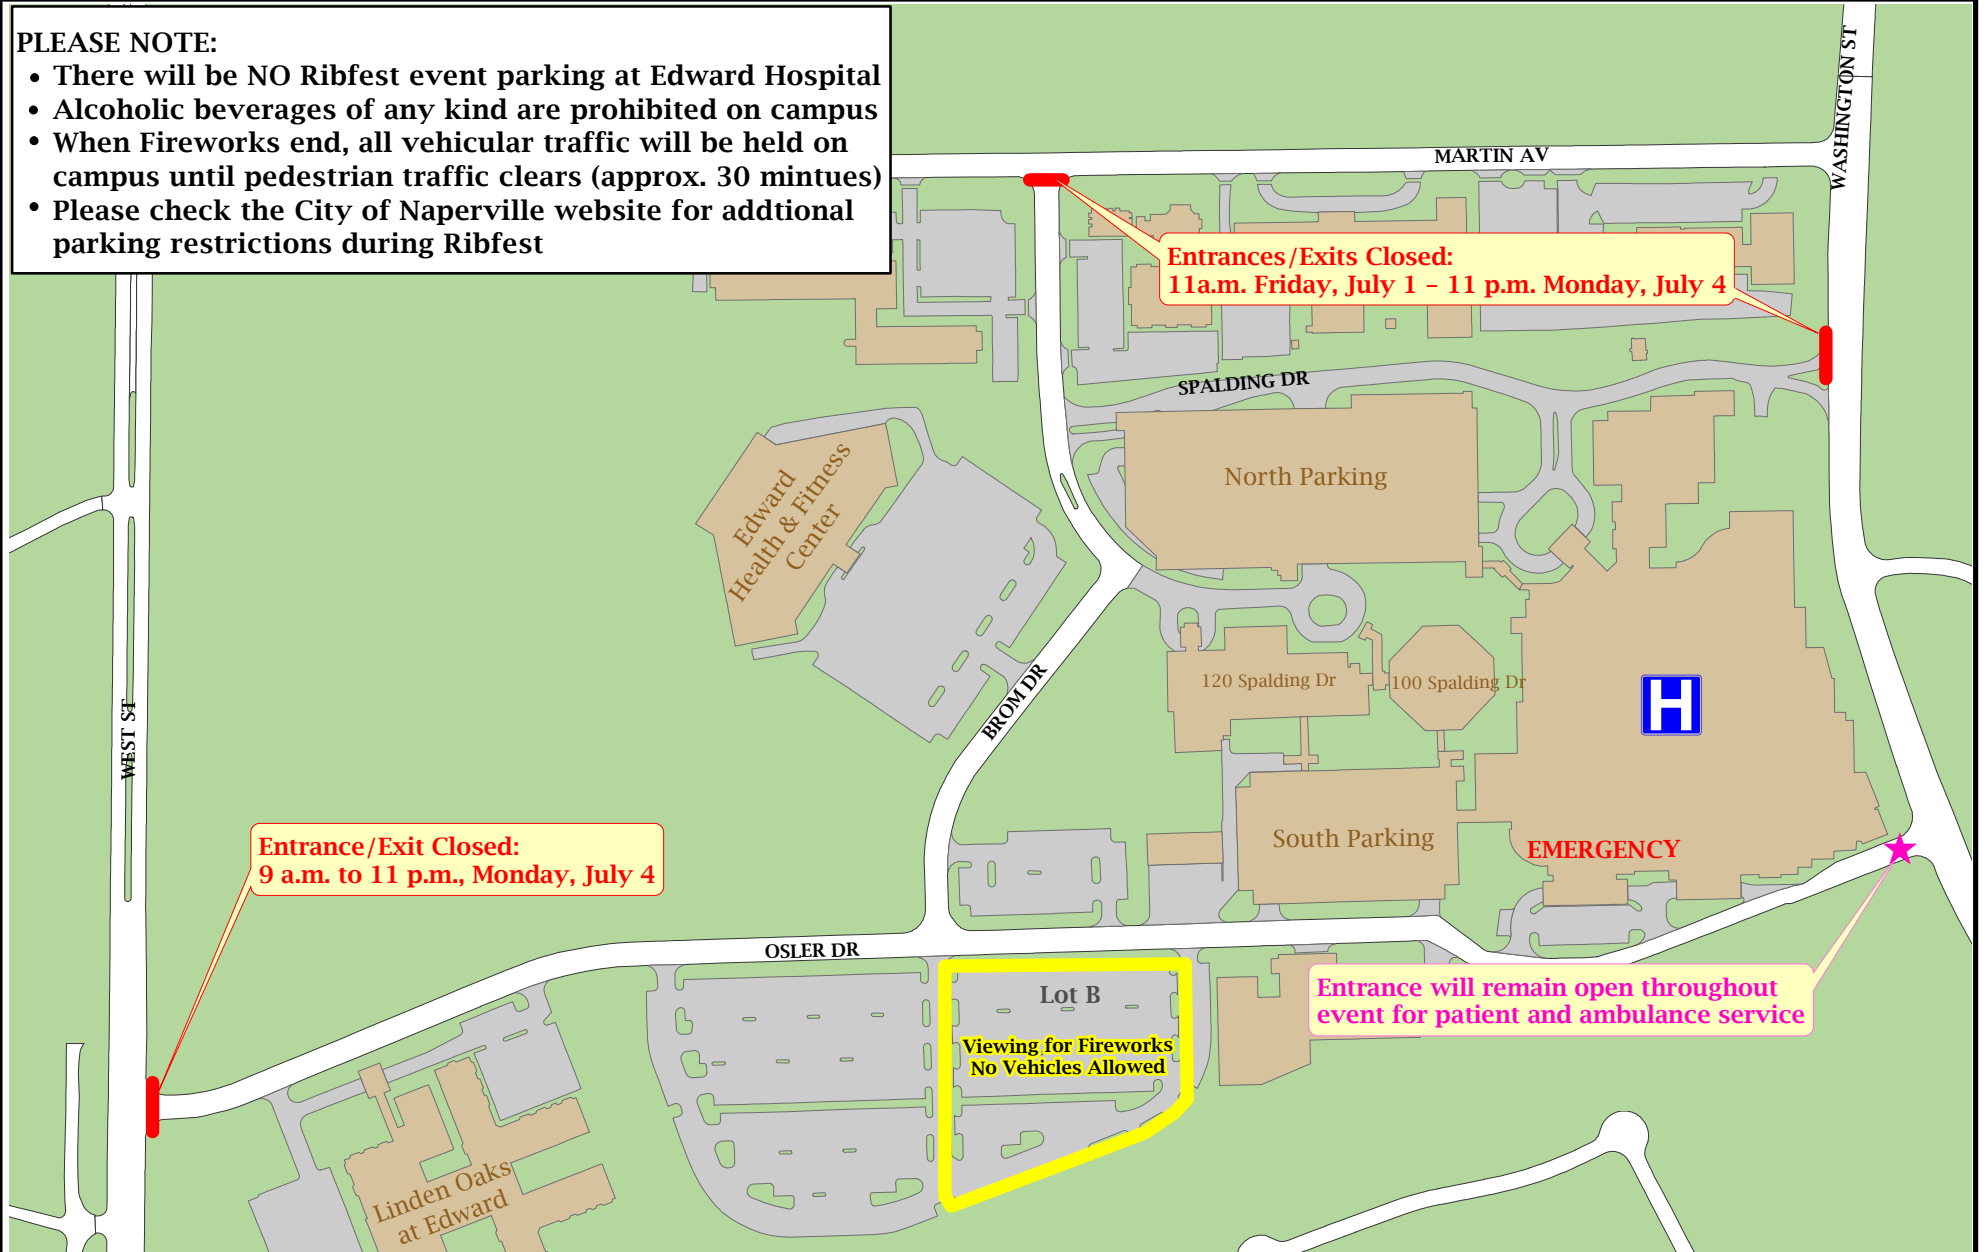 PLEASE NOTE:
• There will be NO Ribfest event parking at Edward Hospital
• Alcoholic beverages of any kind are prohibited on campus
• When Fireworks end, all vehicular traffic will be held on
campus until pedestrian traffic clears (approx. 30 mintues)
• Please check the City of Naperville website for addtional
parking restrictions during Ribfest
WASHINGTON ST
MARTIN AV
Entrances/Exits Closed:
11a.m. Friday, July 1 – 11 p.m. Monday, July 4
SPALDING DR
North Parking
Edward
Health & Fitness
Center
BROM DR
120 Spalding Dr
100 Spalding Dr
H
WEST ST
South Parking
EMERGENCY
Entrance/Exit Closed:
9 a.m. to 11 p.m., Monday, July 4
OSLER DR
Lot B
Viewing for Fireworks
No Vehicles Allowed
Entrance will remain open throughout
event for patient and ambulance service
Linden Oaks
at Edward